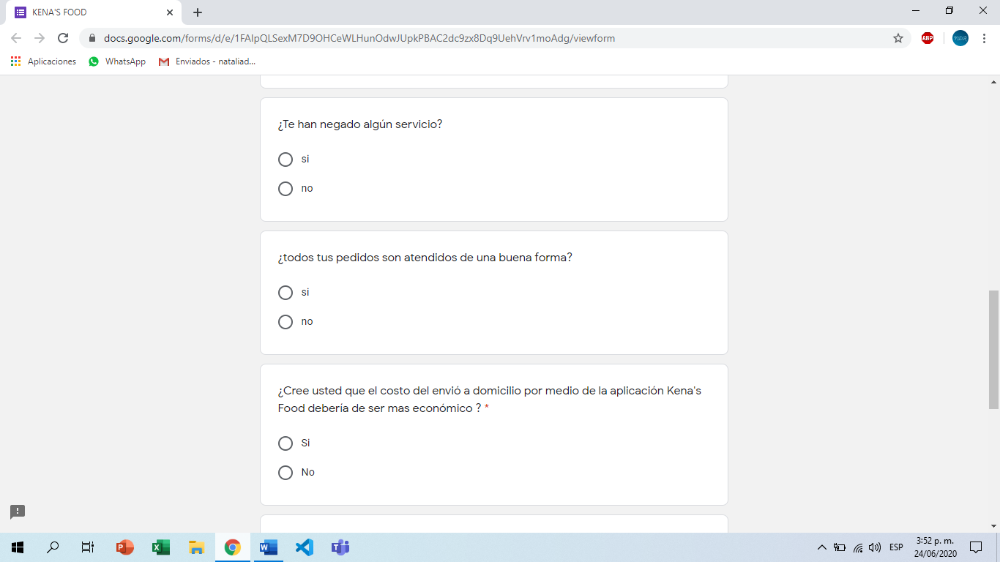 KENA'S FOOD
docs.google.com/forms/d/e/1FAIpQLSexM7D9OHCeWLHunOdwJUpkPBAC2dc9zx8Dq9UehVrv1moAdg/viewform
ABP
Aplicaciones
WhatsApp
Enviados - nataliad...
¿Te han negado algún servicio?
si
no
¿todos tus pedidos son atendidos de una buena forma?
si
no
¿Cree usted que el costo del envió a domicilio por medio de la aplicación Kena's
Food debería de ser mas económico ? *
Si
No
ESP
3:52 p. m.
24/06/2020